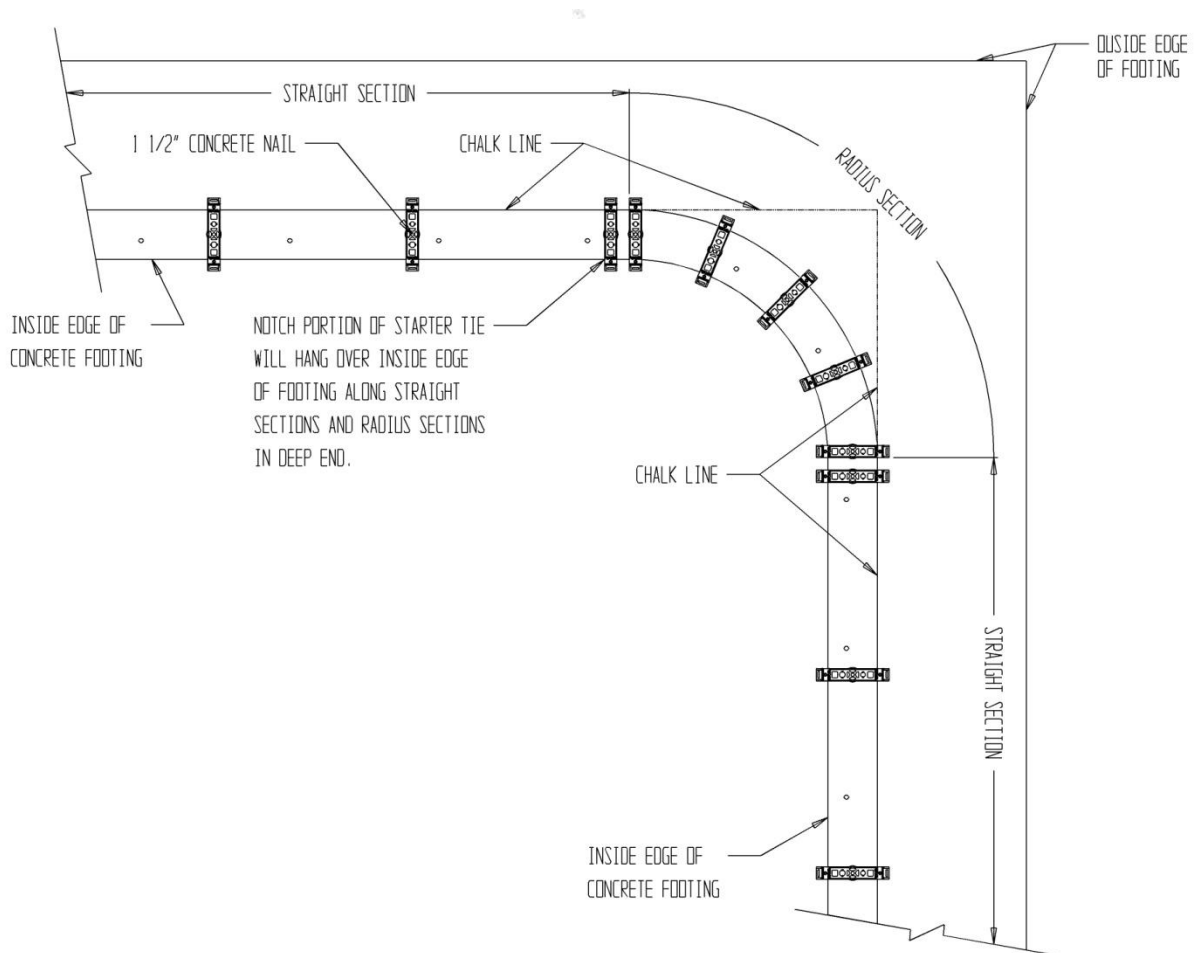 OUSIDE EDGE
OF FOOTING
STRAIGHT SECTION
1 1/2" CONCRETE NAIL
CHALK LINE
RADIUS SECTION
INSIDE EDGE OF
CONCRETE FOOTING
NOTCH PORTION OF STARTER TIE
WILL HANG OVER INSIDE EDGE
OF FOOTING ALONG STRAIGHT
SECTIONS AND RADIUS SECTIONS
IN DEEP END.
CHALK LINE
STRAIGHT SECTION
INSIDE EDGE OF
CONCRETE FOOTING